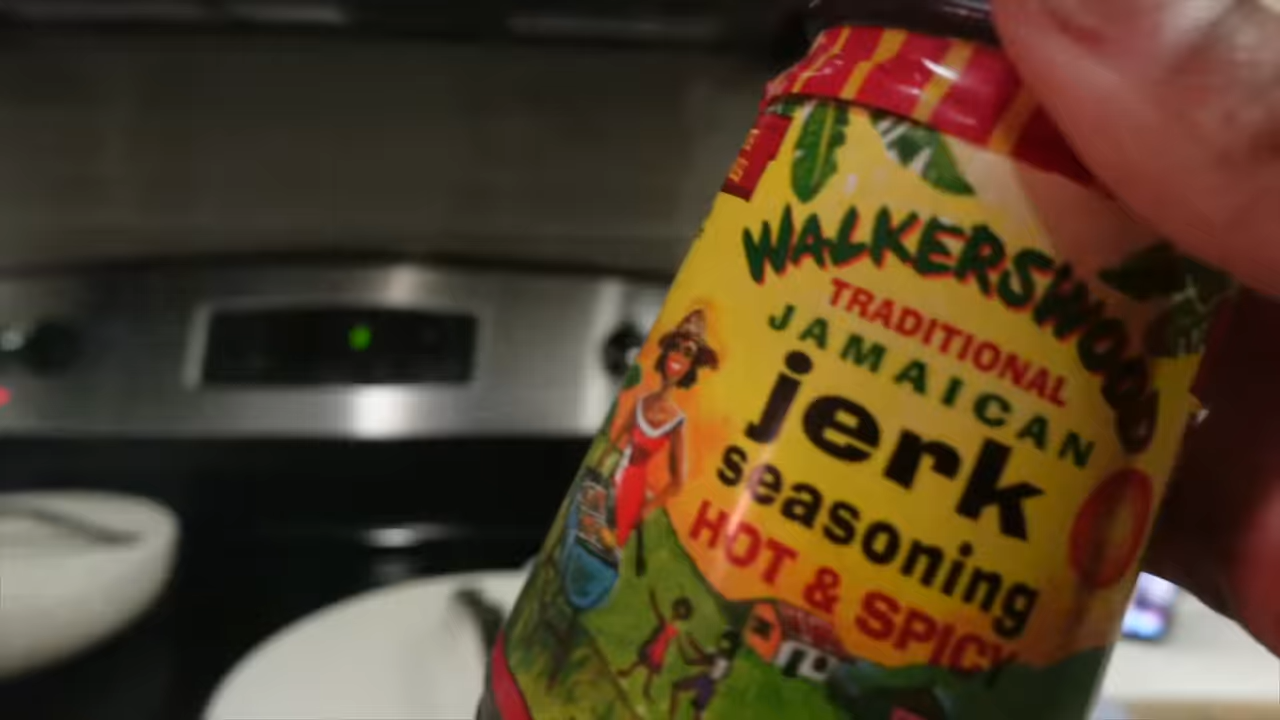 WALKERSWOOD
TRADITIONAL
JAMAICAN
jerk
seasoning
HOT & SPICY